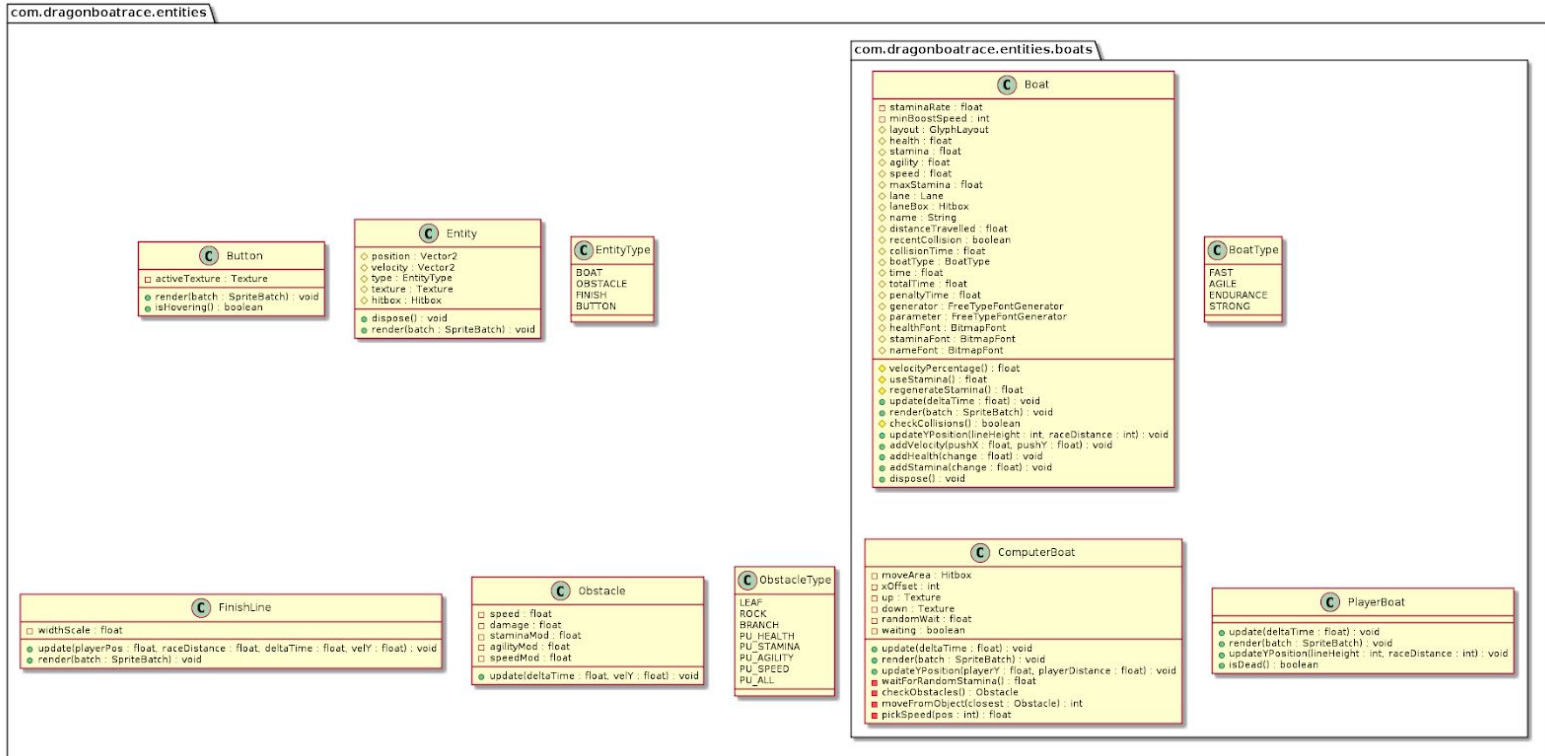 com.dragonboatrace.entities
com.dragonboatrace.entities.boats
C Boat
staminaRate : float
minBoostSpeed : int
layout : GlyphLayout
health : float
stamina : float
agility : float
speed : float
maxStamina : float
lane : Lane
laneBox : Hitbox
name : String
distanceTravelled : float
recentCollision : boolean
collisionTime : float
boatType : BoatType
time : float
totalTime : float
penaltyTime : float
generator : FreeTypeFontGenerator
parameter : FreeTypeFontGenerator
healthFont : BitmapFont
staminaFont : BitmapFont
nameFont : BitmapFont
velocityPercentage() : float
useStamina() : float
regenerateStamina() : float
update(deltaTime : float) : void
render(batch : SpriteBatch) : void
checkCollisions() : boolean
updateYPosition(lineHeight : int, raceDistance : int) : void
addVelocity(pushX : float, pushY : float) : void
addHealth(change : float) : void
addStamina(change : float) : void
dispose() : void
C Button
activeTexture : Texture
render(batch : SpriteBatch) : void
isHovering() : boolean
C Entity
position : Vector2
velocity : Vector2
type : EntityType
texture : Texture
hitbox : Hitbox
dispose() : void
render(batch : SpriteBatch) : void
C EntityType
BOAT
OBSTACLE
FINISH
BUTTON
C BoatType
FAST
AGILE
ENDURANCE
STRONG
C FinishLine
widthScale : float
update(playerPos : float, raceDistance : float, deltaTime : float, velY : float) : void
render(batch : SpriteBatch) : void
C Obstacle
speed : float
damage : float
staminaMod : float
agilityMod : float
speedMod : float
update(deltaTime : float, velY : float) : void
C ObstacleType
LEAF
ROCK
BRANCH
PU_HEALTH
PU_STAMINA
PU_AGILITY
PU_SPEED
PU_ALL
C ComputerBoat
moveArea : Hitbox
xOffset : int
up : Texture
down : Texture
randomWait : float
waiting : boolean
update(deltaTime : float) : void
render(batch : SpriteBatch) : void
updateYPosition(playerY : float, playerDistance : float) : void
waitForRandomStamina() : float
checkObstacles() : Obstacle
moveFromObject(closest : Obstacle) : int
pickSpeed(pos : int) : float
C PlayerBoat
update(deltaTime : float) : void
render(batch : SpriteBatch) : void
updateYPosition(lineHeight : int, raceDistance : int) : void
isDead() : boolean